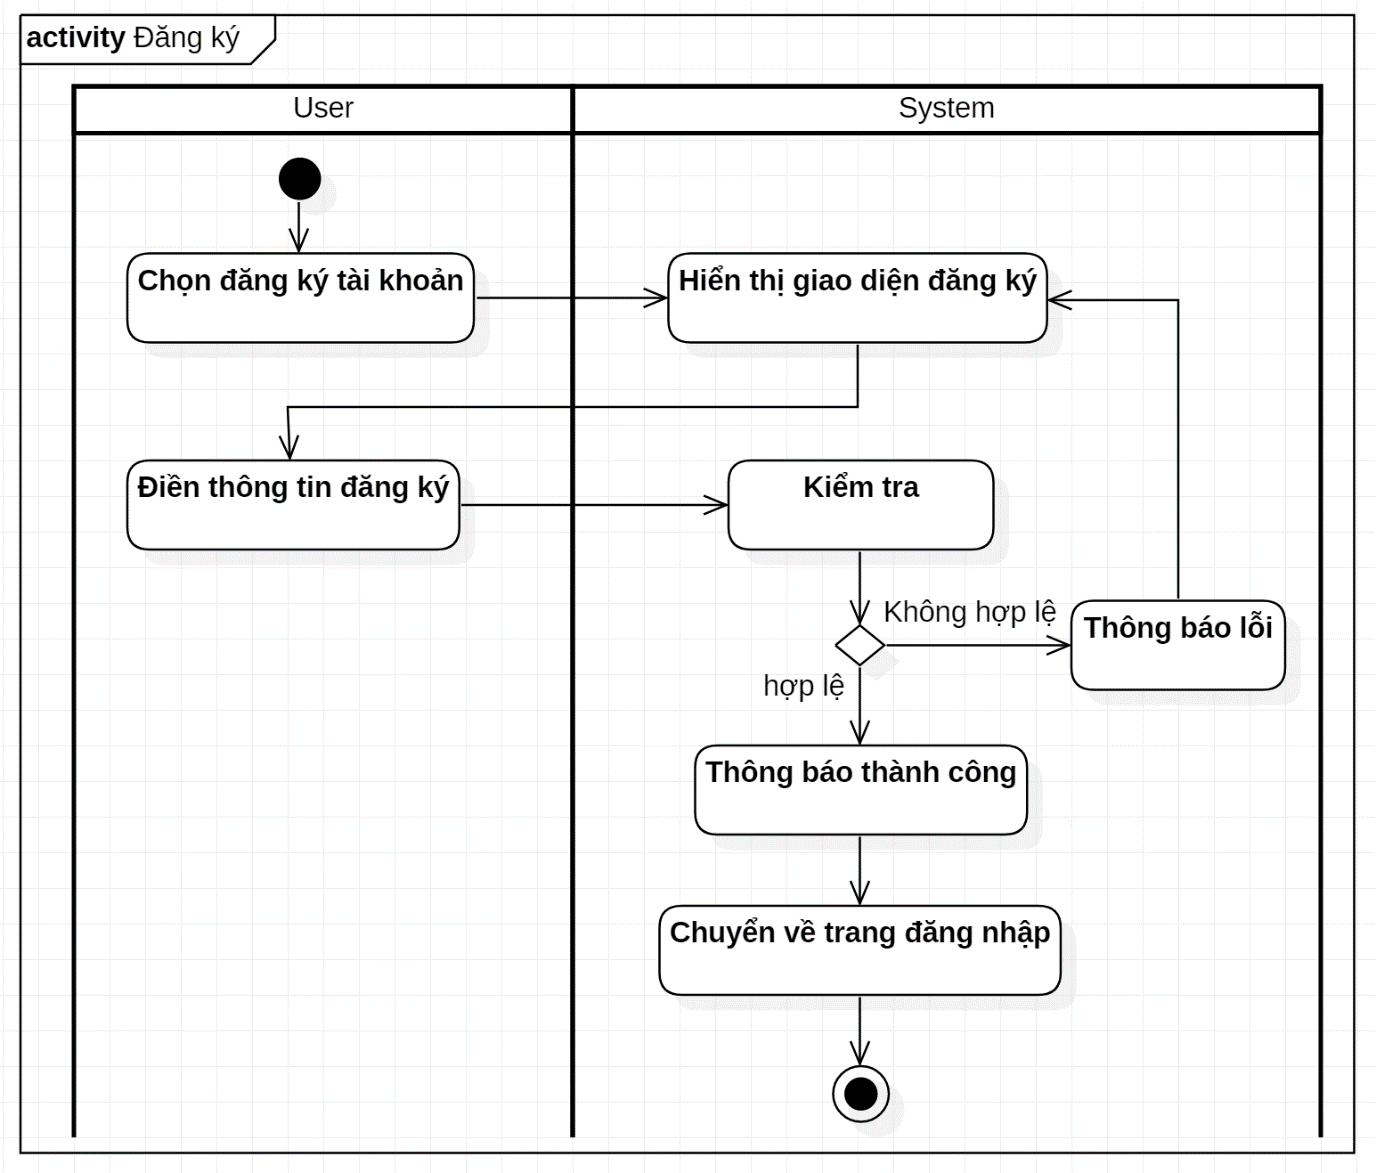 activity Đăng ký
User
System
Chọn đăng ký tài khoản
Hiển thị giao diện đăng ký
Điền thông tin đăng ký
Kiểm tra
Không hợp lệ
Thông báo lỗi
hợp lệ
Thông báo thành công
Chuyển về trang đăng nhập